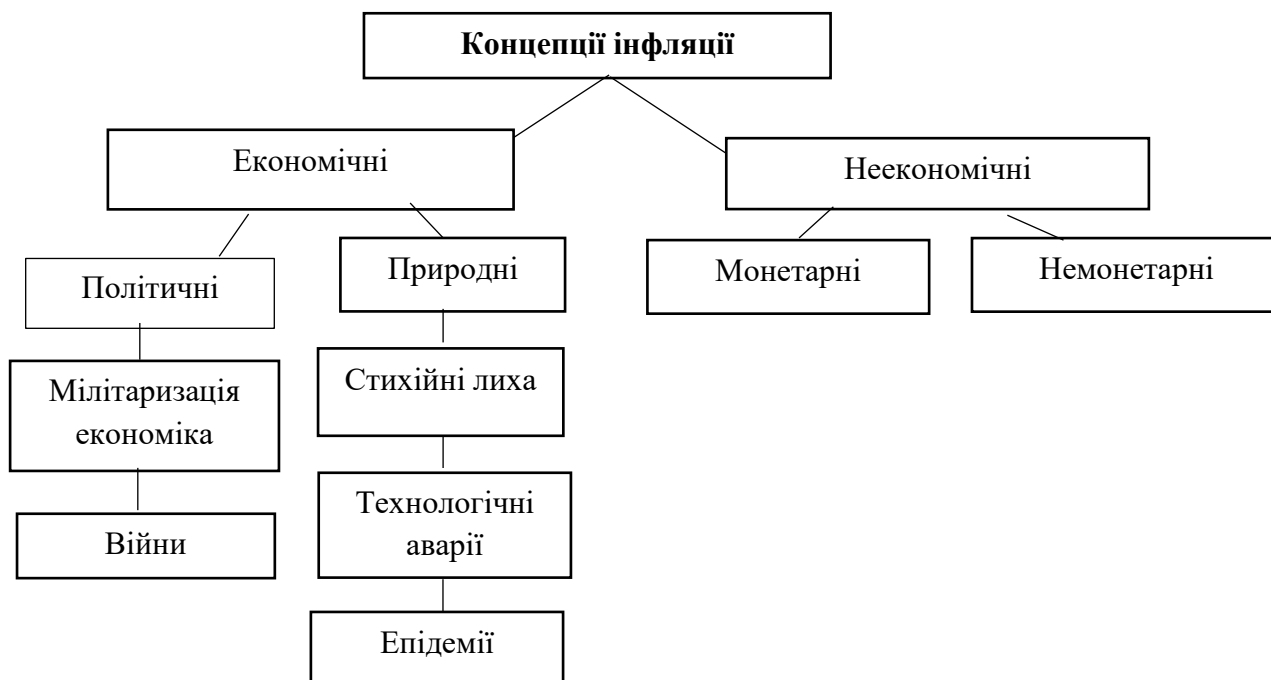 Концепції інфляції
Економічні
Неекономічні
Політичні
Природні
Монетарні
Немонетарні
Мілітаризація
економіка
Стихійні лиха
Війни
Технологічні
аварії
Епідемії